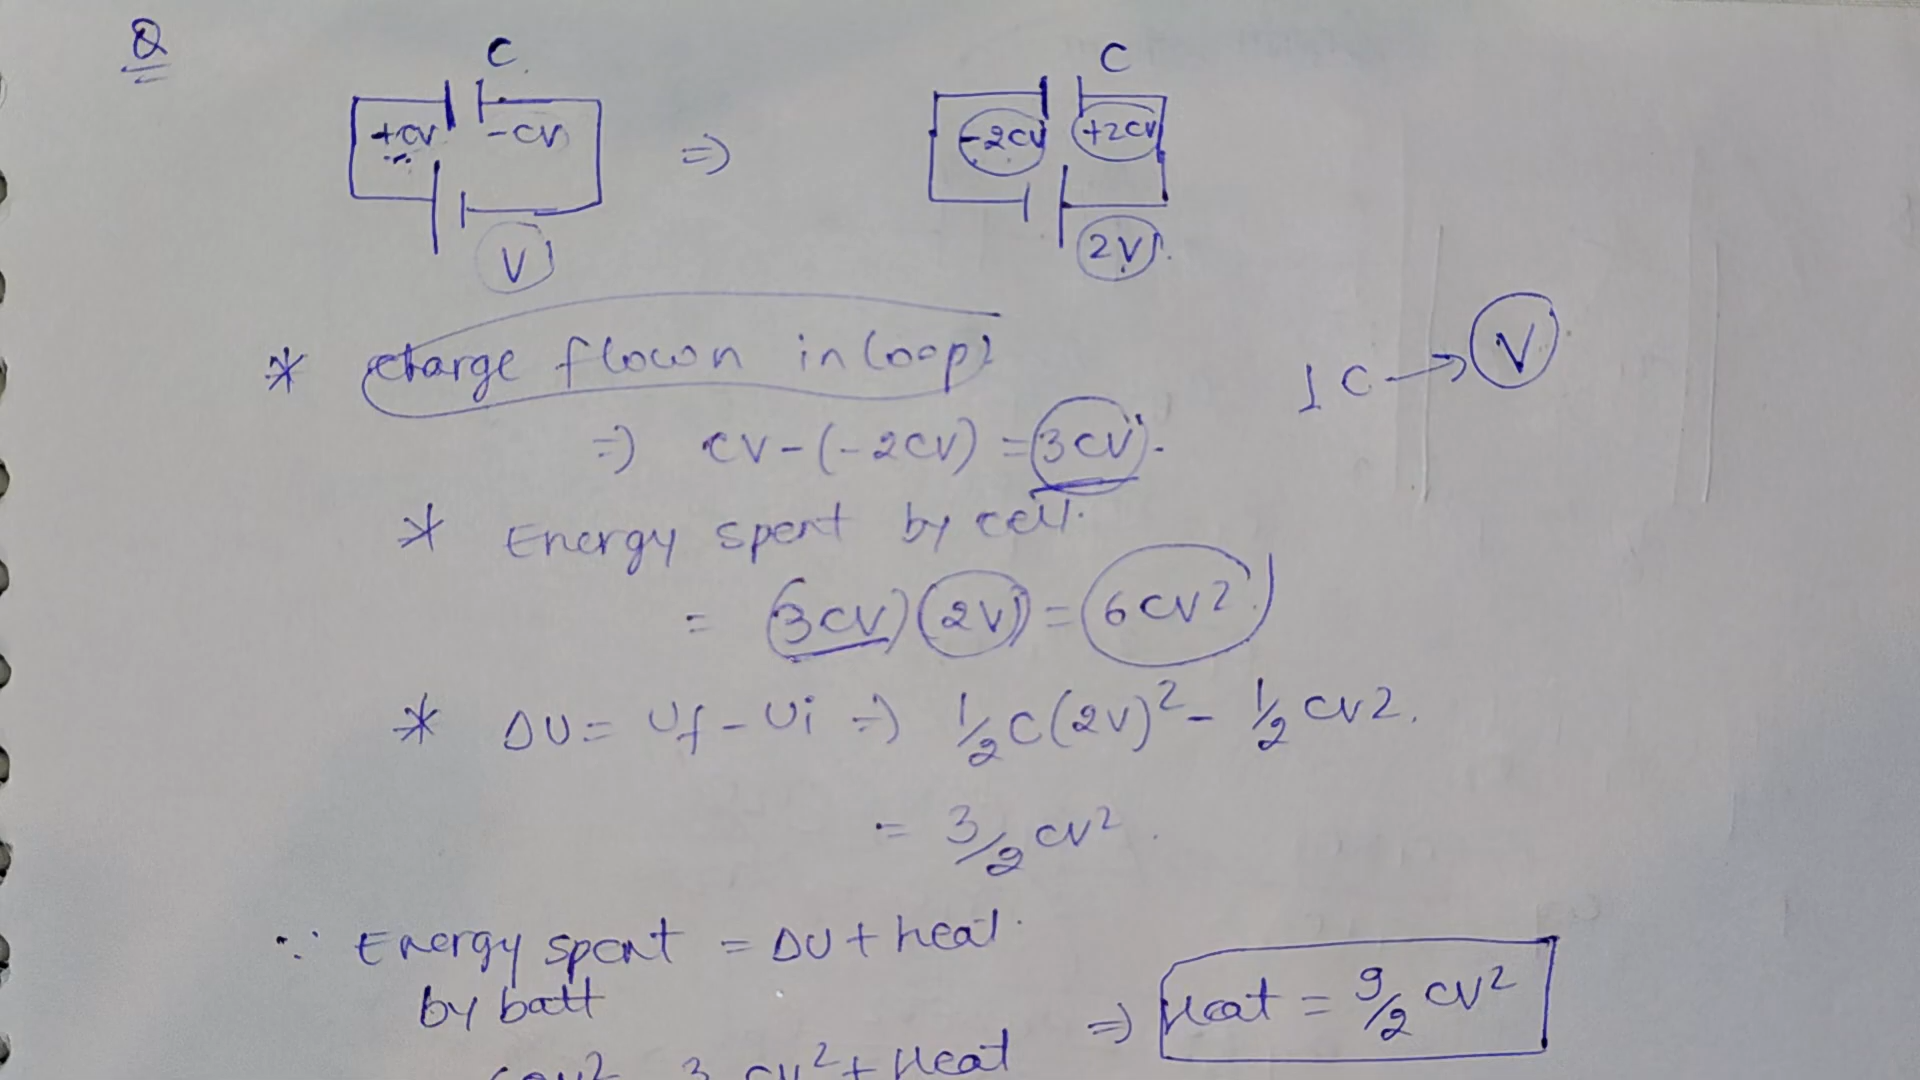 Q
C C
+CV -CV ⇒ -2CV +2CV
V 2V
* charge flown in loop
1C → V
⇒ CV-(-2CV) = 3CV.
* Energy spent by cell.
= (3CV)(2V) = 6CV²
* ΔU = Uf - Ui ⇒ ½C(2V)² - ½CV2.
= 3/2 CV².
∵ Energy spent = ΔU + heat.
by batt
⇒ Heat = 9/2 CV²
6CV² 3 CV² + Heat